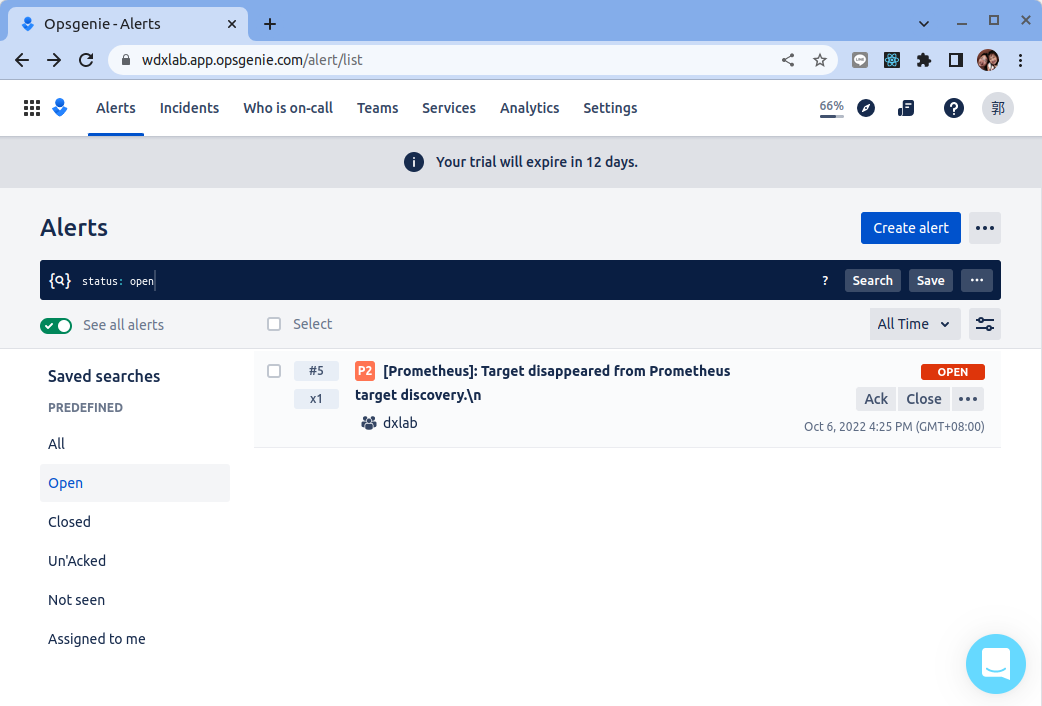 Opsgenie - Alerts
wdxlab.app.opsgenie.com/alert/list
Alerts Incidents Who is on-call Teams Services Analytics Settings 66% ? 郭
Your trial will expire in 12 days.
Alerts
Create alert
status: open ? Search Save
See all alerts
Select
All Time
Saved searches
PREDEFINED
All
Open
Closed
Un'Acked
Not seen
Assigned to me
#5
x1
P2 [Prometheus]: Target disappeared from Prometheus
target discovery.\n
dxlab
OPEN
Ack Close
Oct 6, 2022 4:25 PM (GMT+08:00)